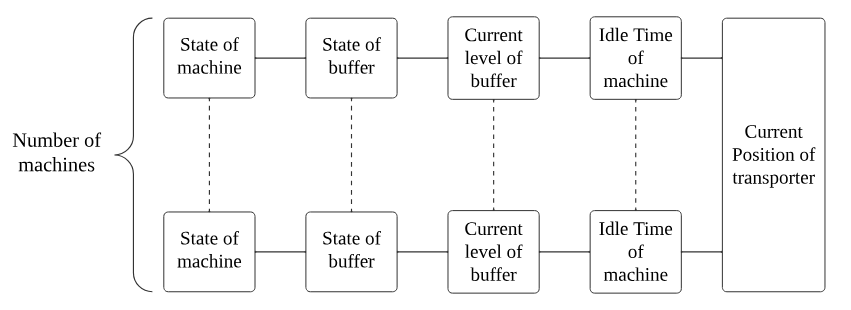 Number of
machines
State of
machine
State of
buffer
Current
level of
buffer
Idle Time
of
machine
Current
Position of
transporter
State of
machine
State of
buffer
Current
level of
buffer
Idle Time
of
machine